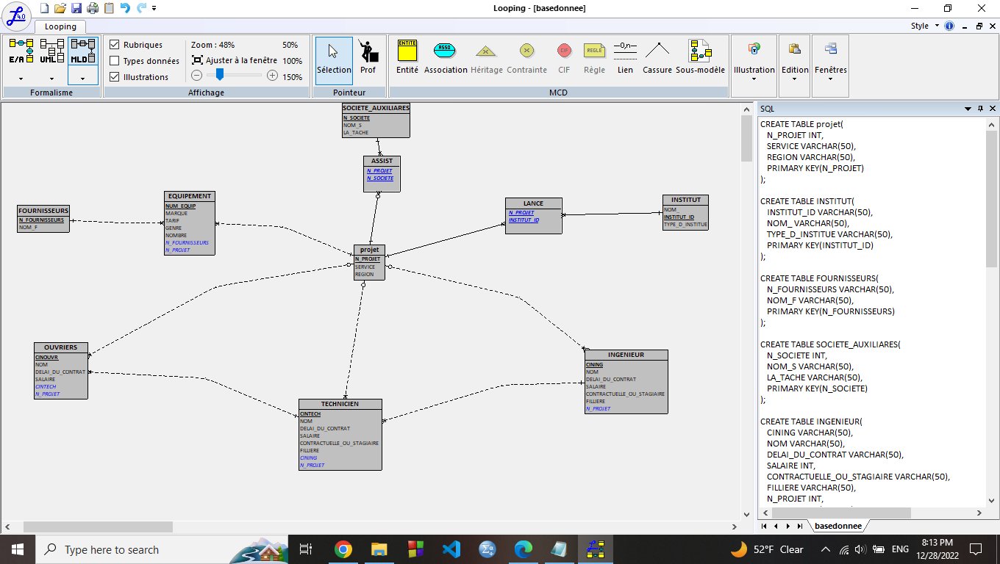 Looping - [basedonnee]
4.0
Looping
Style
E/A
UML
MLD
Formalisme
Rubriques
Types données
Illustrations
Zoom : 48%
50%
Ajuster à la fenêtre
100%
150%
Affichage
Sélection
Prof
Pointeur
ENTITE
Entité
ASSO
Association
Héritage
X
Contrainte
CIF
CIF
REGLE
Règle
—0,n—
Lien
Cassure
Sous-modèle
MCD
Illustration
Edition
Fenêtres
SOCIETE_AUXILIARES
N_SOCIETE
NOM_S
LA_TACHE
ASSIST
N_PROJET
N_SOCIETE
FOURNISSEURS
N_FOURNISSEURS
NOM_F
EQUIPEMENT
NUM_EQUIP
MARQUE
TARIF
GENRE
NOMBRE
N_FOURNISSEURS
N_PROJET
LANCE
N_PROJET
INSTITUT_ID
INSTITUT
NOM_
INSTITUT_ID
TYPE_D_INSTITUE
projet
N_PROJET
SERVICE
REGION
OUVRIERS
CINOUVR
NOM
DELAI_DU_CONTRAT
SALAIRE
CINTECH
N_PROJET
TECHNICIEN
CINTECH
NOM
DELAI_DU_CONTRAT
SALAIRE
CONTRACTUELLE_OU_STAGIAIRE
FILLIERE
CINING
N_PROJET
INGENIEUR
CINING
NOM
DELAI_DU_CONTRAT
SALAIRE
CONTRACTUELLE_OU_STAGIAIRE
FILLIERE
N_PROJET
SQL
CREATE TABLE projet(
N_PROJET INT,
SERVICE VARCHAR(50),
REGION VARCHAR(50),
PRIMARY KEY(N_PROJET)
);
CREATE TABLE INSTITUT(
INSTITUT_ID VARCHAR(50),
NOM_ VARCHAR(50),
TYPE_D_INSTITUE VARCHAR(50),
PRIMARY KEY(INSTITUT_ID)
);
CREATE TABLE FOURNISSEURS(
N_FOURNISSEURS VARCHAR(50),
NOM_F VARCHAR(50),
PRIMARY KEY(N_FOURNISSEURS)
);
CREATE TABLE SOCIETE_AUXILIARES(
N_SOCIETE INT,
NOM_S VARCHAR(50),
LA_TACHE VARCHAR(50),
PRIMARY KEY(N_SOCIETE)
);
CREATE TABLE INGENIEUR(
CINING VARCHAR(50),
NOM VARCHAR(50),
DELAI_DU_CONTRAT VARCHAR(50),
SALAIRE INT,
CONTRACTUELLE_OU_STAGIAIRE VARCHAR(50),
FILLIERE VARCHAR(50),
N_PROJET INT,
basedonnee
Type here to search
52°F Clear
ENG
8:13 PM
12/28/2022